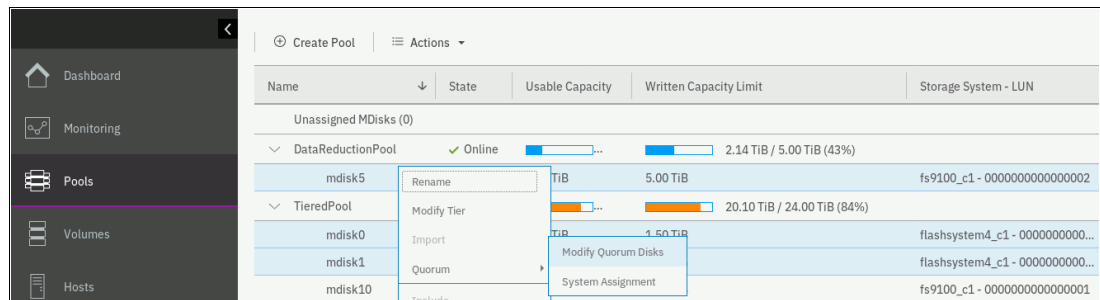 Create Pool Actions
Dashboard
Name State Usable Capacity Written Capacity Limit Storage System - LUN
Unassigned MDisks (0)
Monitoring
DataReductionPool Online ... 2.14 TiB / 5.00 TiB (43%)
Pools
mdisk5 Rename TiB 5.00 TiB fs9100_c1 - 0000000000000002
TieredPool ... 20.10 TiB / 24.00 TiB (84%)
Modify Tier
Volumes
mdisk0 Import TiB 1.50 TiB flashsystem4_c1 - 0000000000...
Modify Quorum Disks
mdisk1 Quorum flashsystem4_c1 - 0000000000...
System Assignment
Hosts
mdisk10 Include fs9100_c1 - 0000000000000001